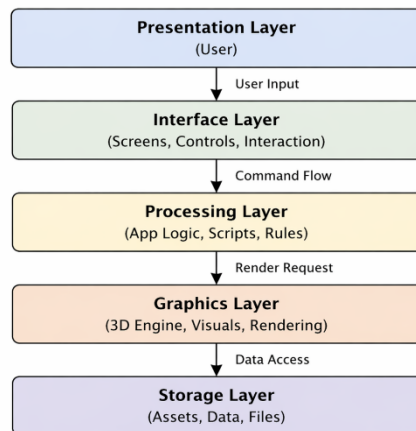 Presentation Layer
(User)
User Input
Interface Layer
(Screens, Controls, Interaction)
Command Flow
Processing Layer
(App Logic, Scripts, Rules)
Render Request
Graphics Layer
(3D Engine, Visuals, Rendering)
Data Access
Storage Layer
(Assets, Data, Files)